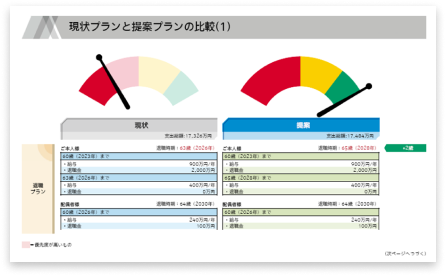 現状プランと提案プランの比較(1)
現状
提案
支出総額:17,326万円
支出総額:17,484万円
ご本人様 退職時期:63歳(2026年)
ご本人様 退職時期:65歳(2028年)
+2歳
60歳(2023年)まで
60歳(2023年)まで
・給与 900万円/年
・給与 900万円/年
・退職金 2,000万円
・退職金 2,000万円
63歳(2026年)まで
65歳(2028年)まで
退職
プラン
・給与 400万円/年
・給与 400万円/年
・退職金 0万円
・退職金 0万円
配偶者様 退職時期:64歳(2030年)
配偶者様 退職時期:64歳(2030年)
60歳(2026年)まで
60歳(2026年)まで
・給与 240万円/年
・給与 240万円/年
・退職金 100万円
・退職金 100万円
=優先度が高いもの
(次ページへつづく)